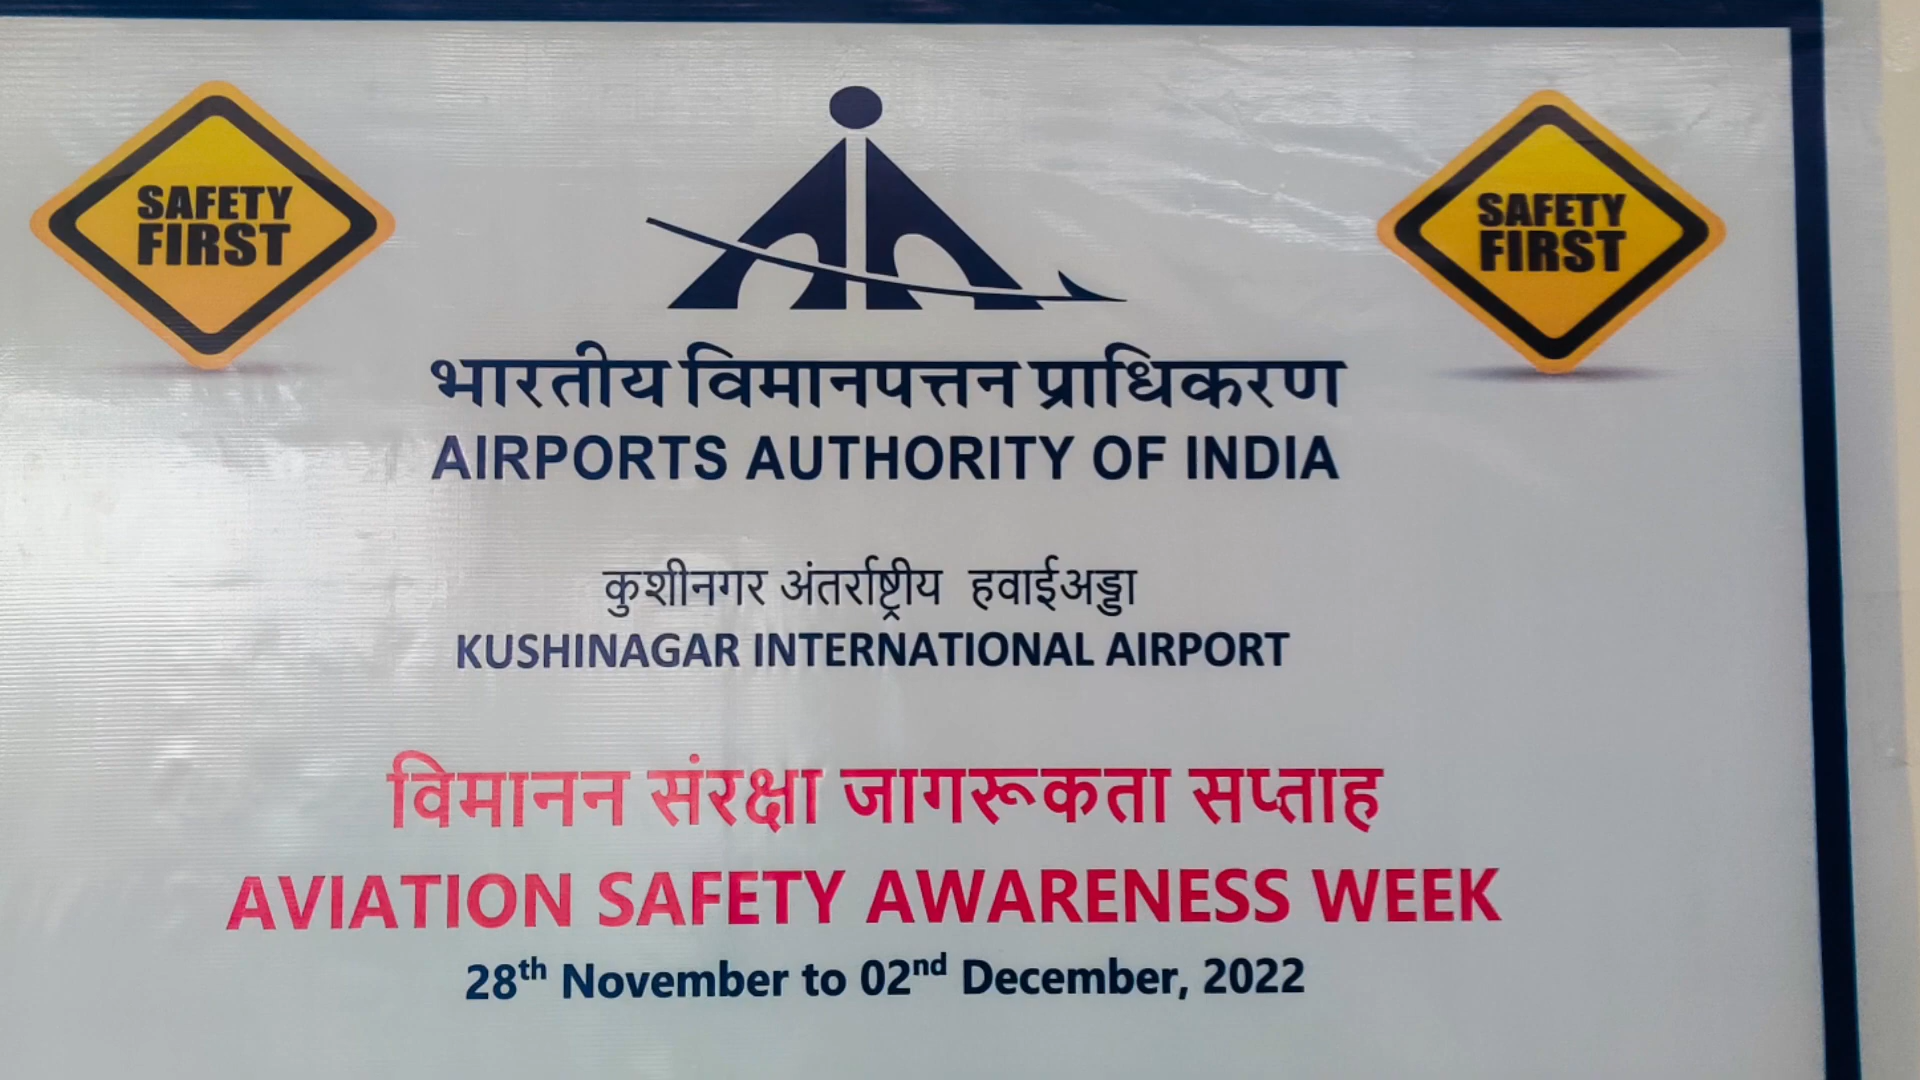 SAFETY
FIRST
SAFETY
FIRST
भारतीय विमानपत्तन प्राधिकरण
AIRPORTS AUTHORITY OF INDIA
कुशीनगर अंतर्राष्ट्रीय हवाईअड्डा
KUSHINAGAR INTERNATIONAL AIRPORT
विमानन संरक्षा जागरूकता सप्ताह
AVIATION SAFETY AWARENESS WEEK
28th November to 02nd December, 2022